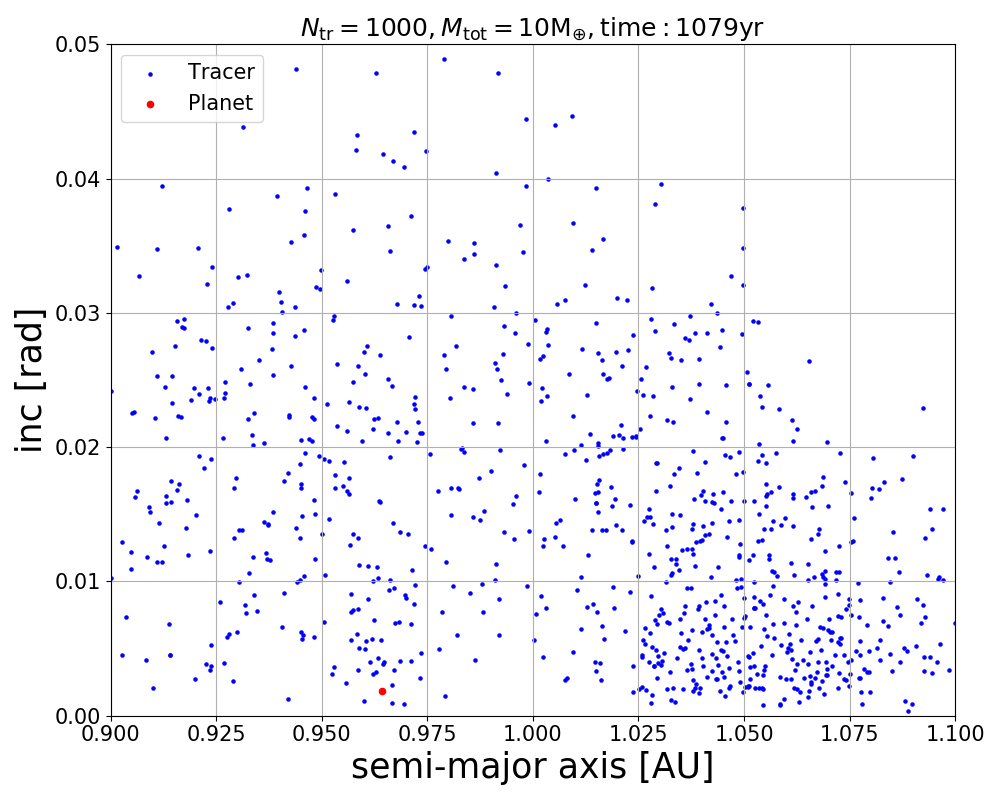 N_tr = 1000, M_tot = 10M_⊕, time : 1079yr
Tracer
Planet
0.05
0.04
0.03
0.02
0.01
0.00
inc [rad]
0.900 0.925 0.950 0.975 1.000 1.025 1.050 1.075 1.100
semi-major axis [AU]